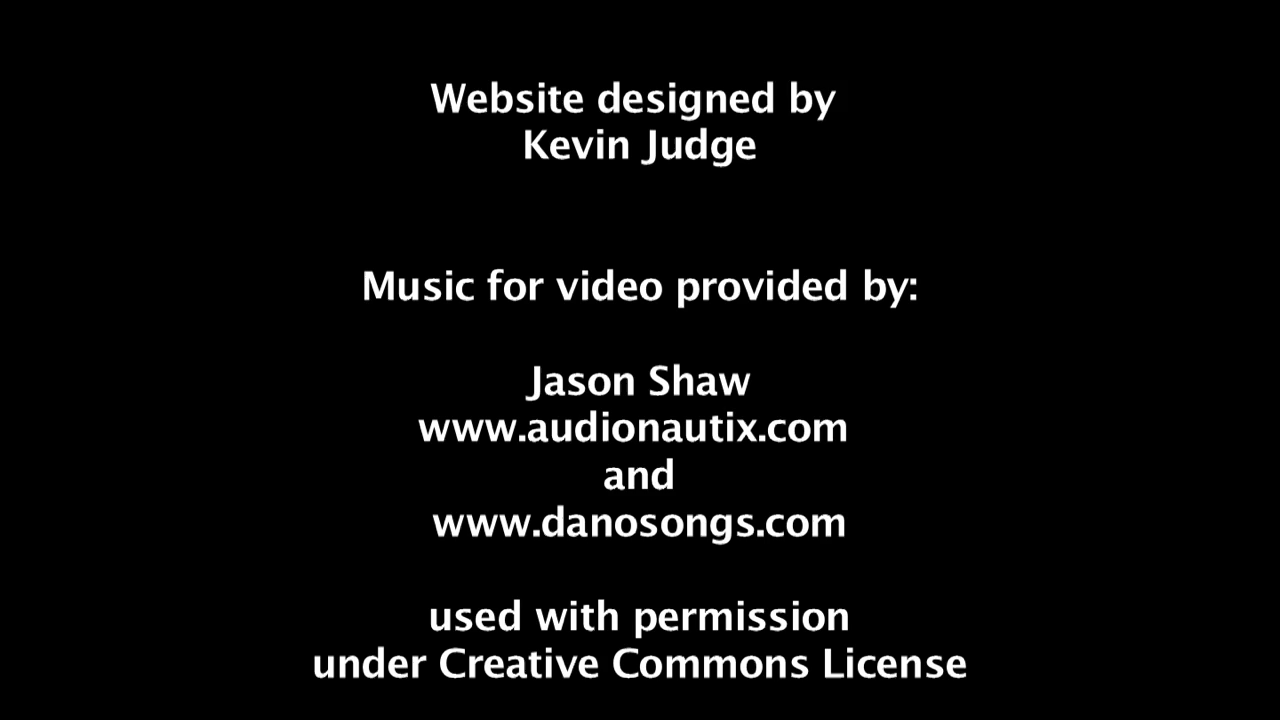 Website designed by
Kevin Judge
Music for video provided by:
Jason Shaw
www.audionautix.com
and
www.danosongs.com
used with permission
under Creative Commons License